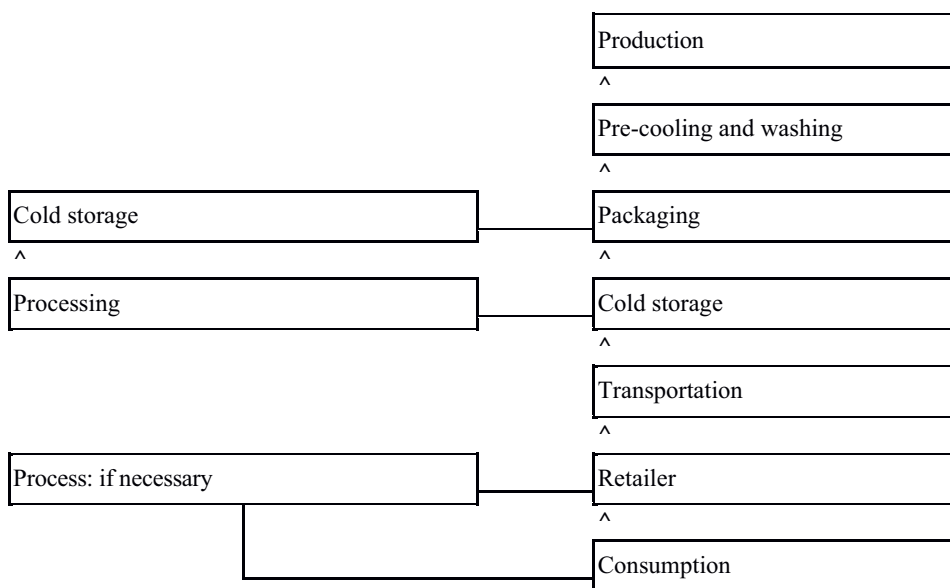 Production
^
Pre-cooling and washing
^
Cold storage
Packaging
^
^
Processing
Cold storage
^
Transportation
^
Process: if necessary
Retailer
^
Consumption